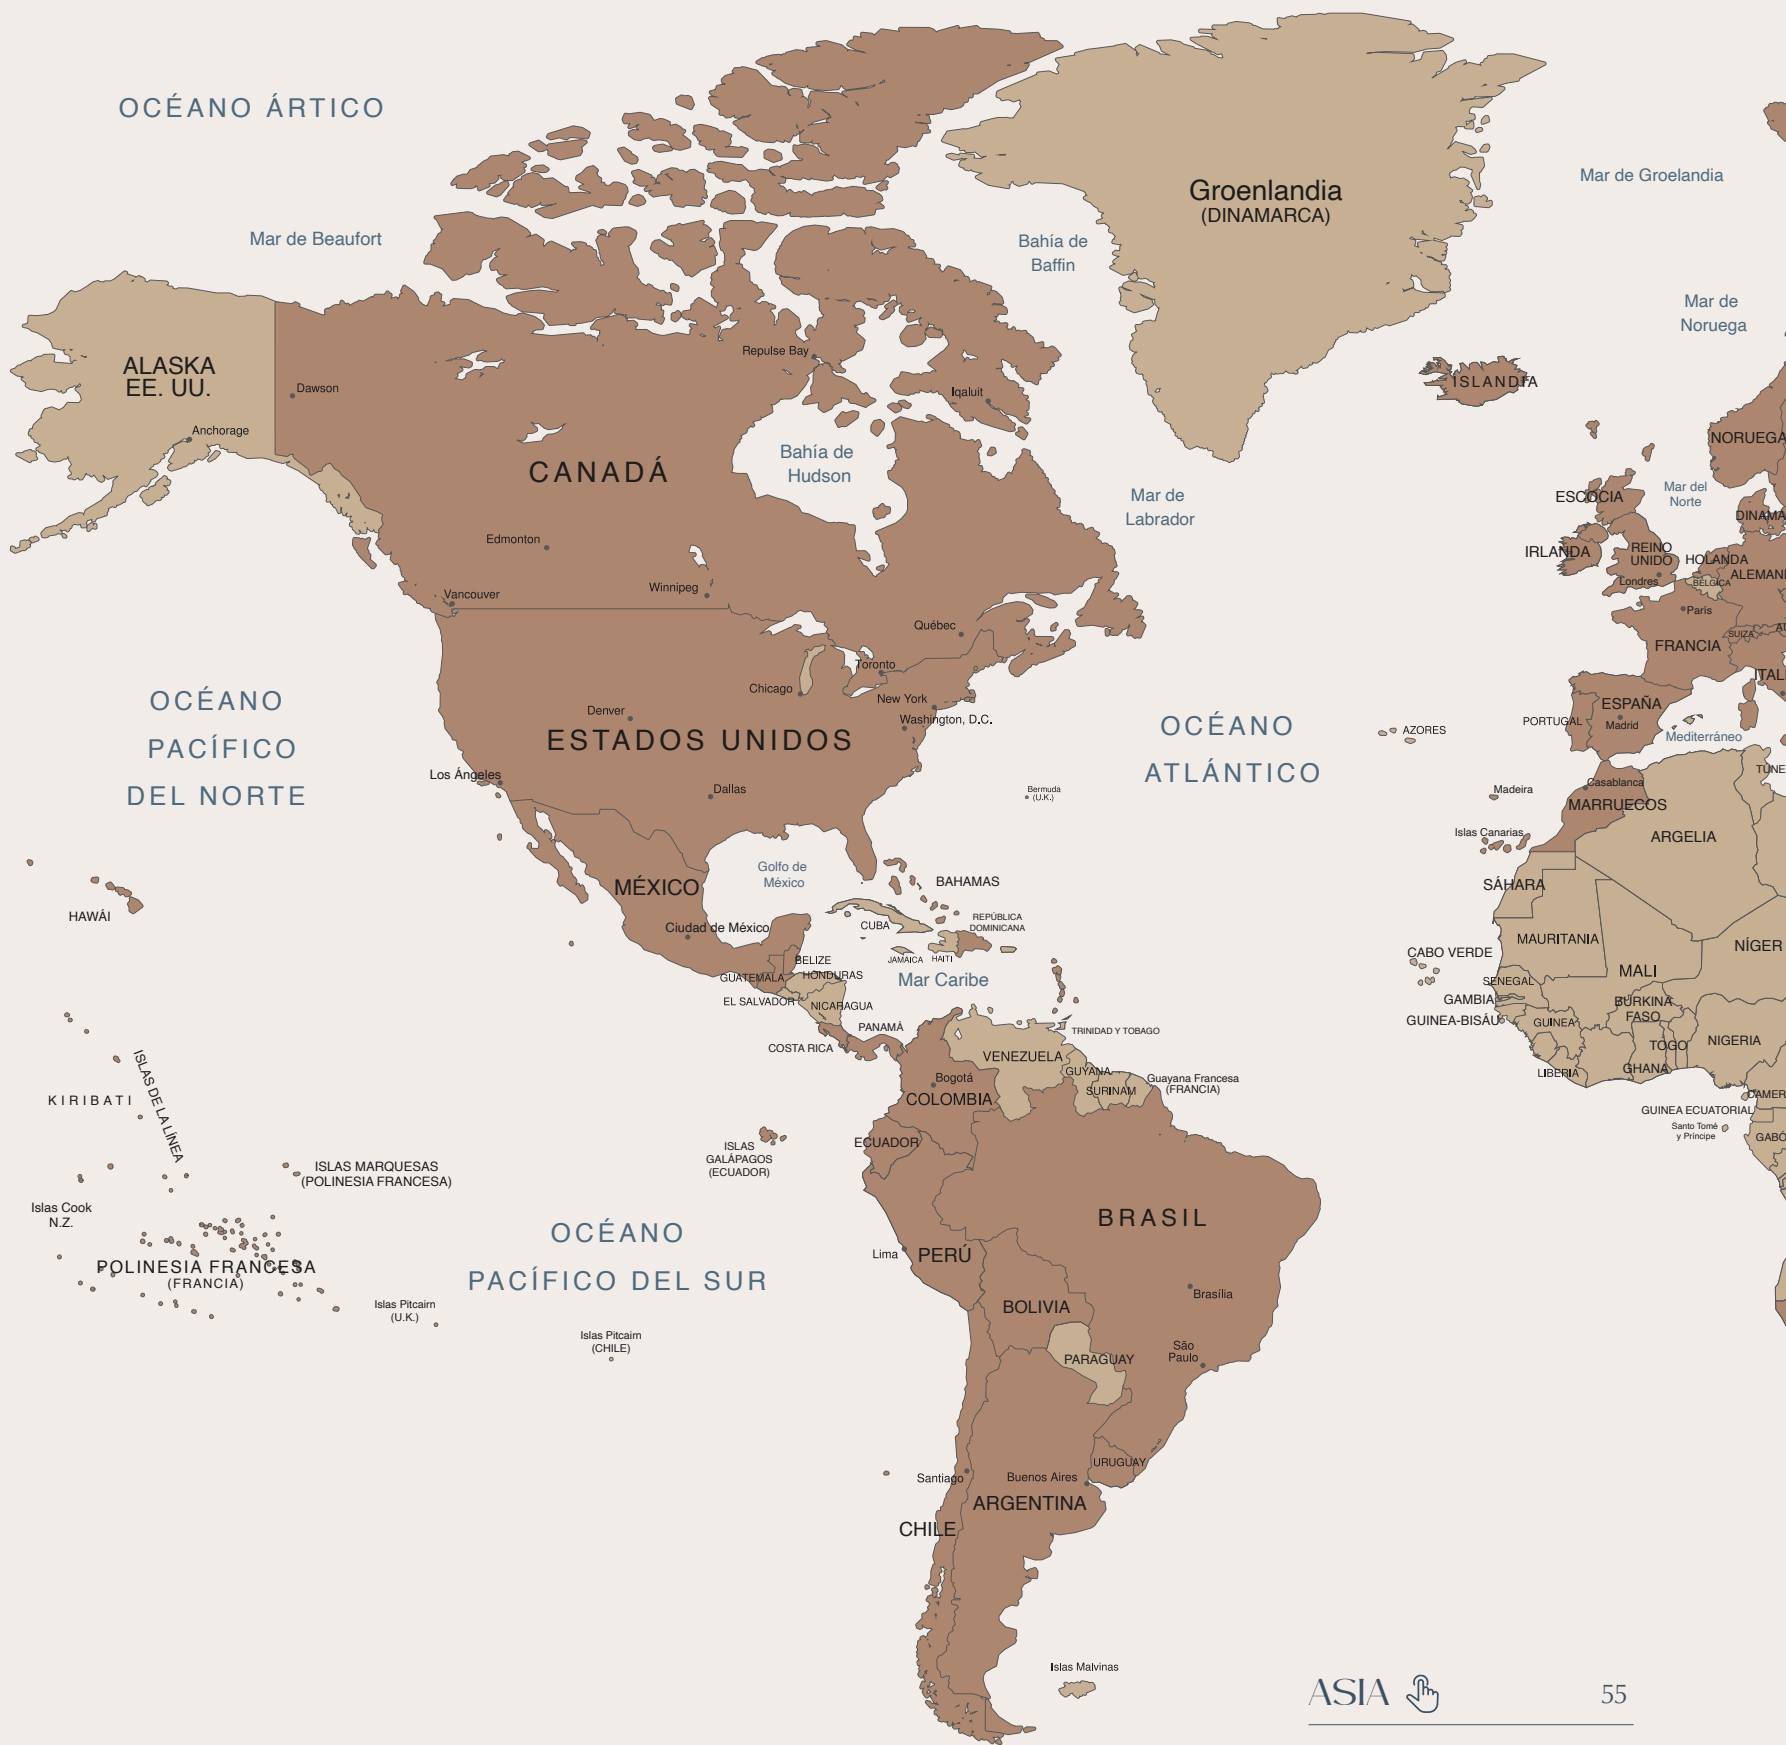 OCÉANO ÁRTICO
Mar de Groelandia
Groenlandia
(DINAMARCA)
Mar de Beaufort
Bahía de
Baffin
Mar de
Noruega
ALASKA
EE. UU.
Repulse Bay
Dawson
Iqaluit
ISLANDIA
Anchorage
NORUEGA
CANADÁ
Bahía de
Hudson
Mar de
Labrador
ESCOCIA
Mar del
Norte
DINAMA
Edmonton
IRLANDA
REINO
UNIDO
HOLANDA
ALEMANI
Londres
BÉLGICA
Winnipeg
Vancouver
París
Québec
SUIZA
AU
FRANCIA
Toronto
ITALI
Chicago
New York
Denver
Washington, D.C.
OCÉANO
PACÍFICO
DEL NORTE
ESTADOS UNIDOS
OCÉANO
ATLÁNTICO
AZORES
PORTUGAL
ESPAÑA
Madrid
Mediterráneo
Los Ángeles
Dallas
Bermuda
(U.K.)
Madeira
Casablanca
TÚNE
MARRUECOS
Islas Canarias
ARGELIA
Golfo de
México
MÉXICO
BAHAMAS
SÁHARA
HAWÁI
Ciudad de México
CUBA
REPÚBLICA
DOMINICANA
JAMAICA
HAITI
MAURITANIA
NÍGER
CABO VERDE
BELIZE
GUATEMALA
HONDURAS
Mar Caribe
MALI
SENEGAL
EL SALVADOR
NICARAGUA
GAMBIA
BURKINA
FASO
GUINEA-BISÁU
GUINEA
PANAMÁ
TRINIDAD Y TOBAGO
COSTA RICA
VENEZUELA
TOGO
NIGERIA
GUYANA
LIBERIA
GHANA
Bogotá
SURINAM
Guayana Francesa
(FRANCIA)
ISLAS DE LA LÍNEA
KIRIBATI
COLOMBIA
CAMER
GUINEA ECUATORIAL
Santo Tomé
y Príncipe
GABÓ
ECUADOR
ISLAS
GALÁPAGOS
(ECUADOR)
ISLAS MARQUESAS
(POLINESIA FRANCESA)
Islas Cook
N.Z.
BRASIL
OCÉANO
PACÍFICO DEL SUR
Lima
PERÚ
POLINESIA FRANCESA
(FRANCIA)
Brasília
Islas Pitcairn
(U.K.)
BOLIVIA
Islas Pitcairn
(CHILE)
São
Paulo
PARAGUAY
URUGUAY
Santiago
Buenos Aires
ARGENTINA
CHILE
Islas Malvinas
ASIA
55